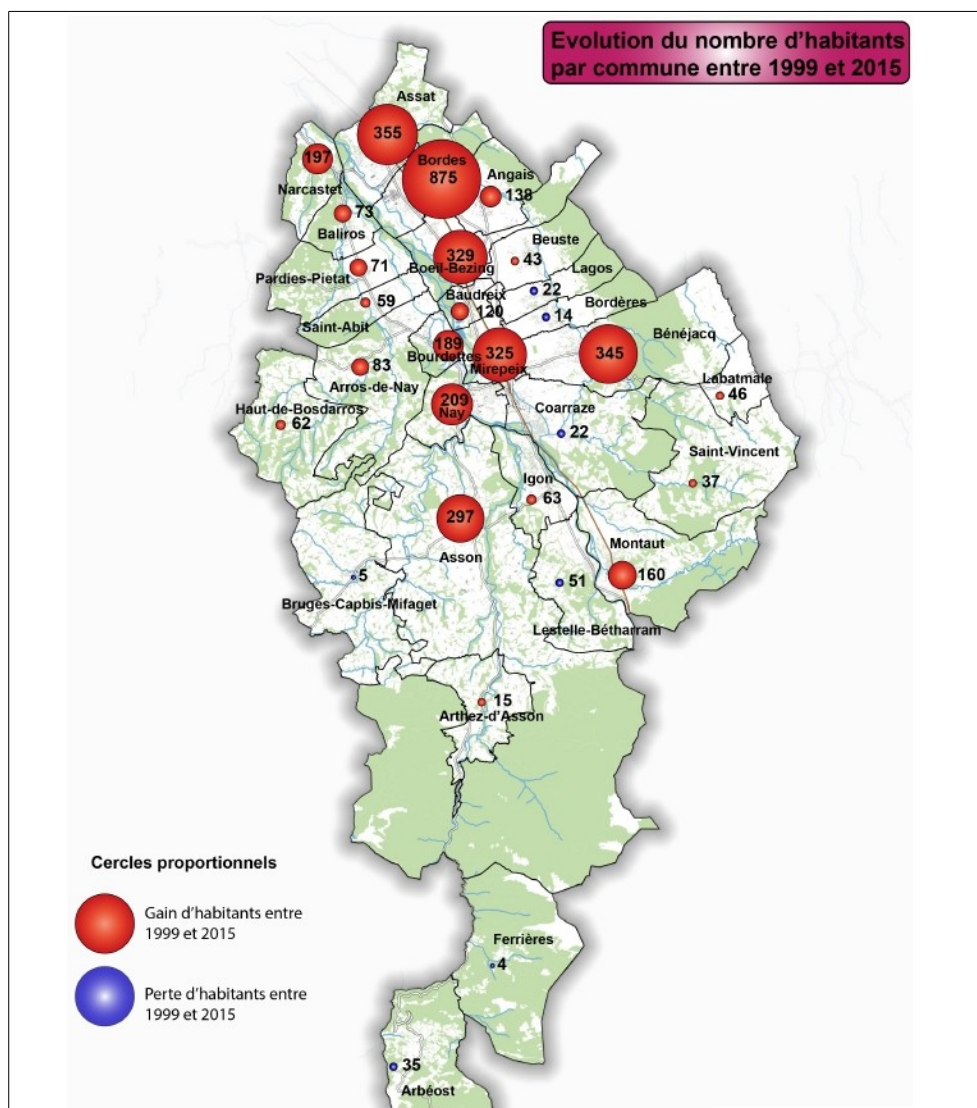 Evolution du nombre d'habitants
par commune entre 1999 et 2015
Assat
355
197
Bordes
875
Angais
138
Narcastet
73
Baliros
329
Boeil-Bezing
Beuste
43
Lagos
71
Pardies-Pietat
22
Baudreix
120
Bordères
14
59
Saint-Abit
Bénéjacq
189
Bourdettes
325
Mirepeix
345
83
Arros-de-Nay
Labatmale
46
209
Nay
Haut-de-Bosdarros
62
Coarraze
22
Saint-Vincent
37
Igon
63
297
Asson
Montaut
160
5
Bruges-Capbis-Mifaget
51
Lestelle-Bétharram
15
Arthez-d'Asson
Cercles proportionnels
Gain d'habitants entre
1999 et 2015
Perte d'habitants entre
1999 et 2015
Ferrières
4
35
Arbéost